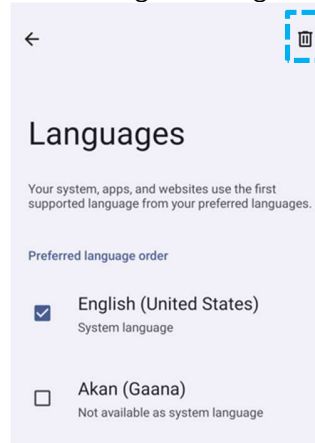 Languages
Your system, apps, and websites use the first
supported language from your preferred languages.
Preferred language order
English (United States)
System language
Akan (Gaana)
Not available as system language